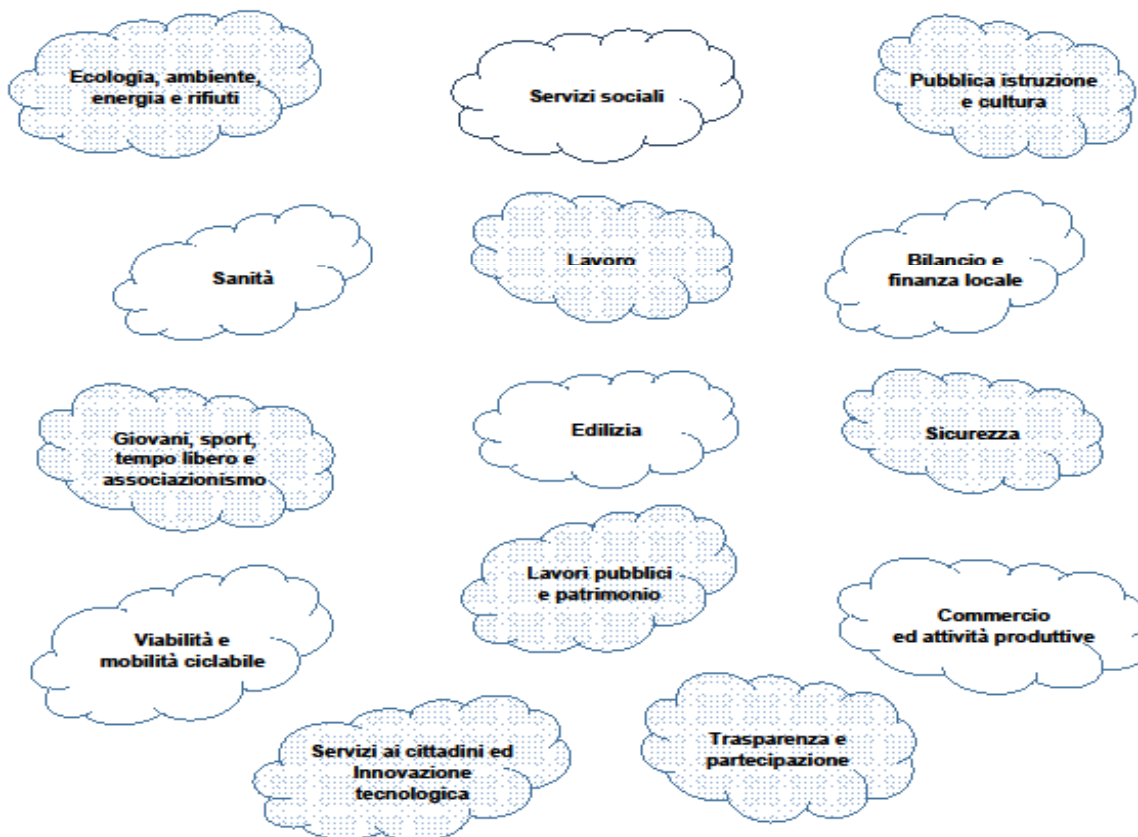 Ecologia, ambiente,
energia e rifiuti
Servizi sociali
Pubblica istruzione
e cultura
Sanità
Lavoro
Bilancio e
finanza locale
Giovani, sport,
tempo libero e
associazionismo
Edilizia
Sicurezza
Lavori pubblici
e patrimonio
Viabilità e
mobilità ciclabile
Commercio
ed attività produttive
Servizi ai cittadini ed
Innovazione
tecnologica
Trasparenza e
partecipazione